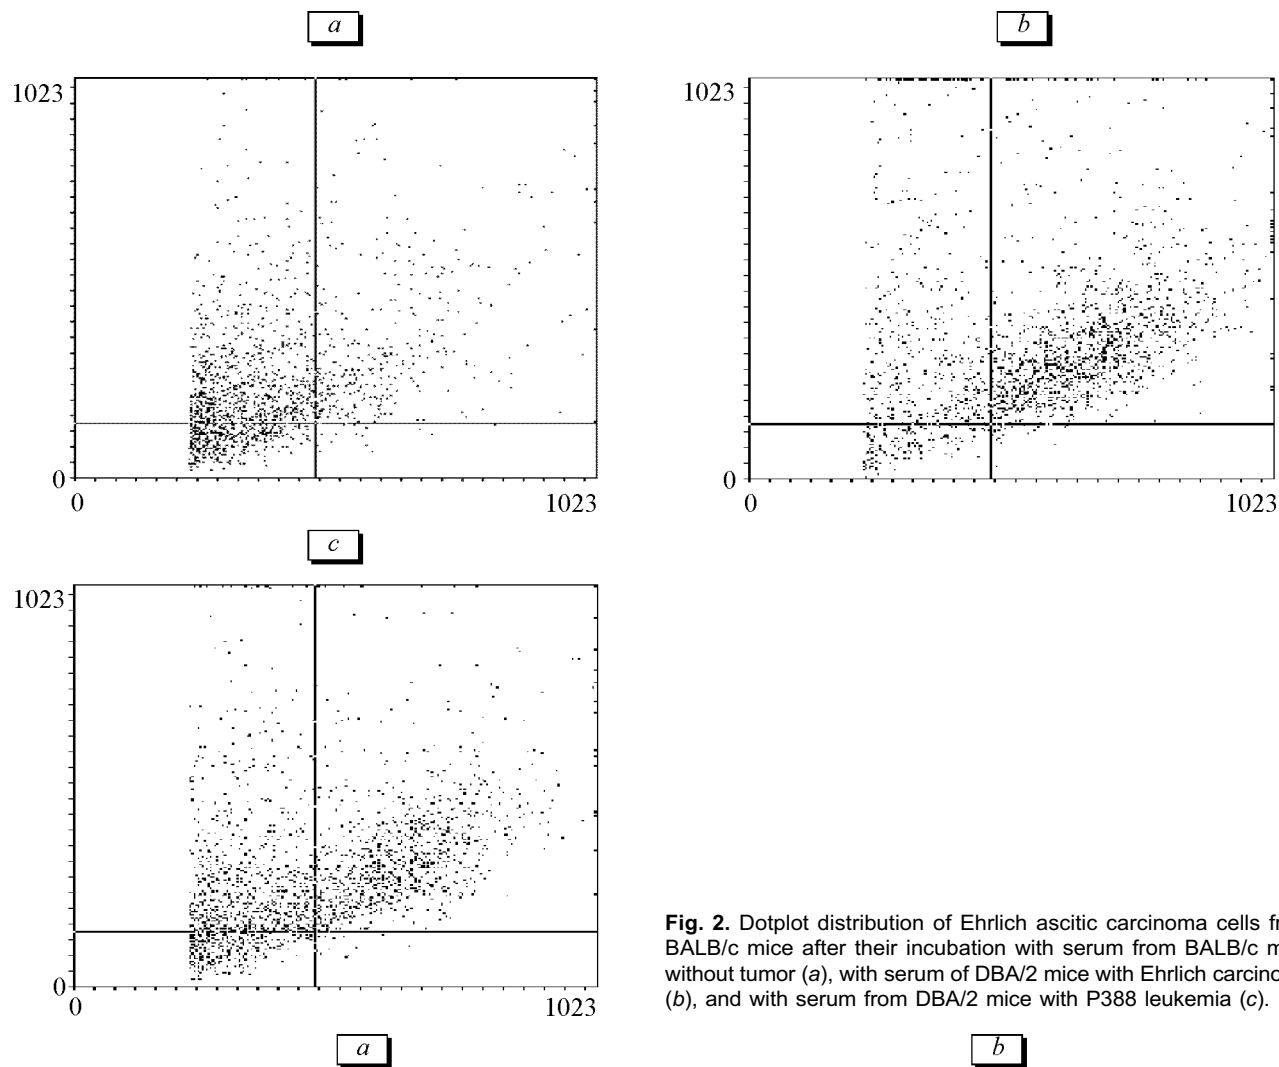 a
b
1023
1023
0
0
0
1023
0
1023
c
1023
0
0
1023
Fig. 2. Dotplot distribution of Ehrlich ascitic carcinoma cells
BALB/c mice after their incubation with serum from BALB/c
without tumor (a), with serum of DBA/2 mice with Ehrlich
(b), and with serum from DBA/2 mice with P388 leukemia (c).
a
b